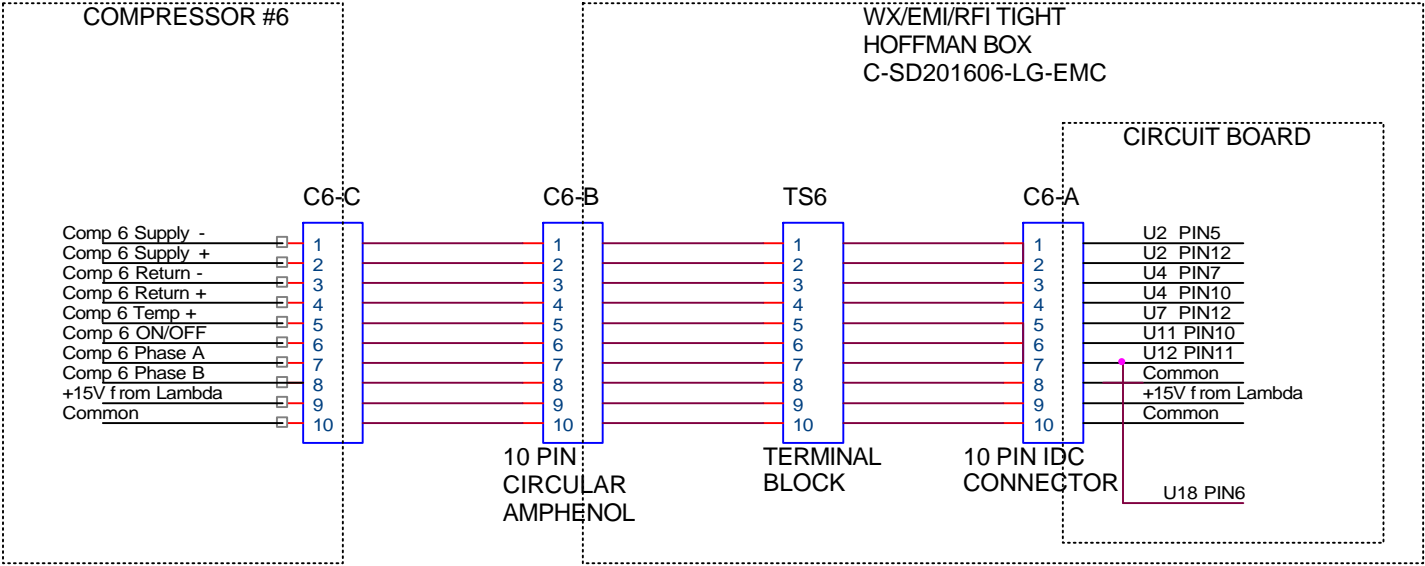 COMPRESSOR #6
WX/EMI/RFI TIGHT
HOFFMAN BOX
C-SD201606-LG-EMC
CIRCUIT BOARD
C6-C
C6-B
TS6
C6-A
Comp 6 Supply -
Comp 6 Supply +
Comp 6 Return -
Comp 6 Return +
Comp 6 Temp +
Comp 6 ON/OFF
Comp 6 Phase A
Comp 6 Phase B
+15V from Lambda
Common
1
2
3
4
5
6
7
8
9
10
1
2
3
4
5
6
7
8
9
10
1
2
3
4
5
6
7
8
9
10
1
2
3
4
5
6
7
8
9
10
U2 PIN5
U2 PIN12
U4 PIN7
U4 PIN10
U7 PIN12
U11 PIN10
U12 PIN11
Common
+15V from Lambda
Common
10 PIN
CIRCULAR
AMPHENOL
TERMINAL
BLOCK
10 PIN IDC
CONNECTOR
U18 PIN6